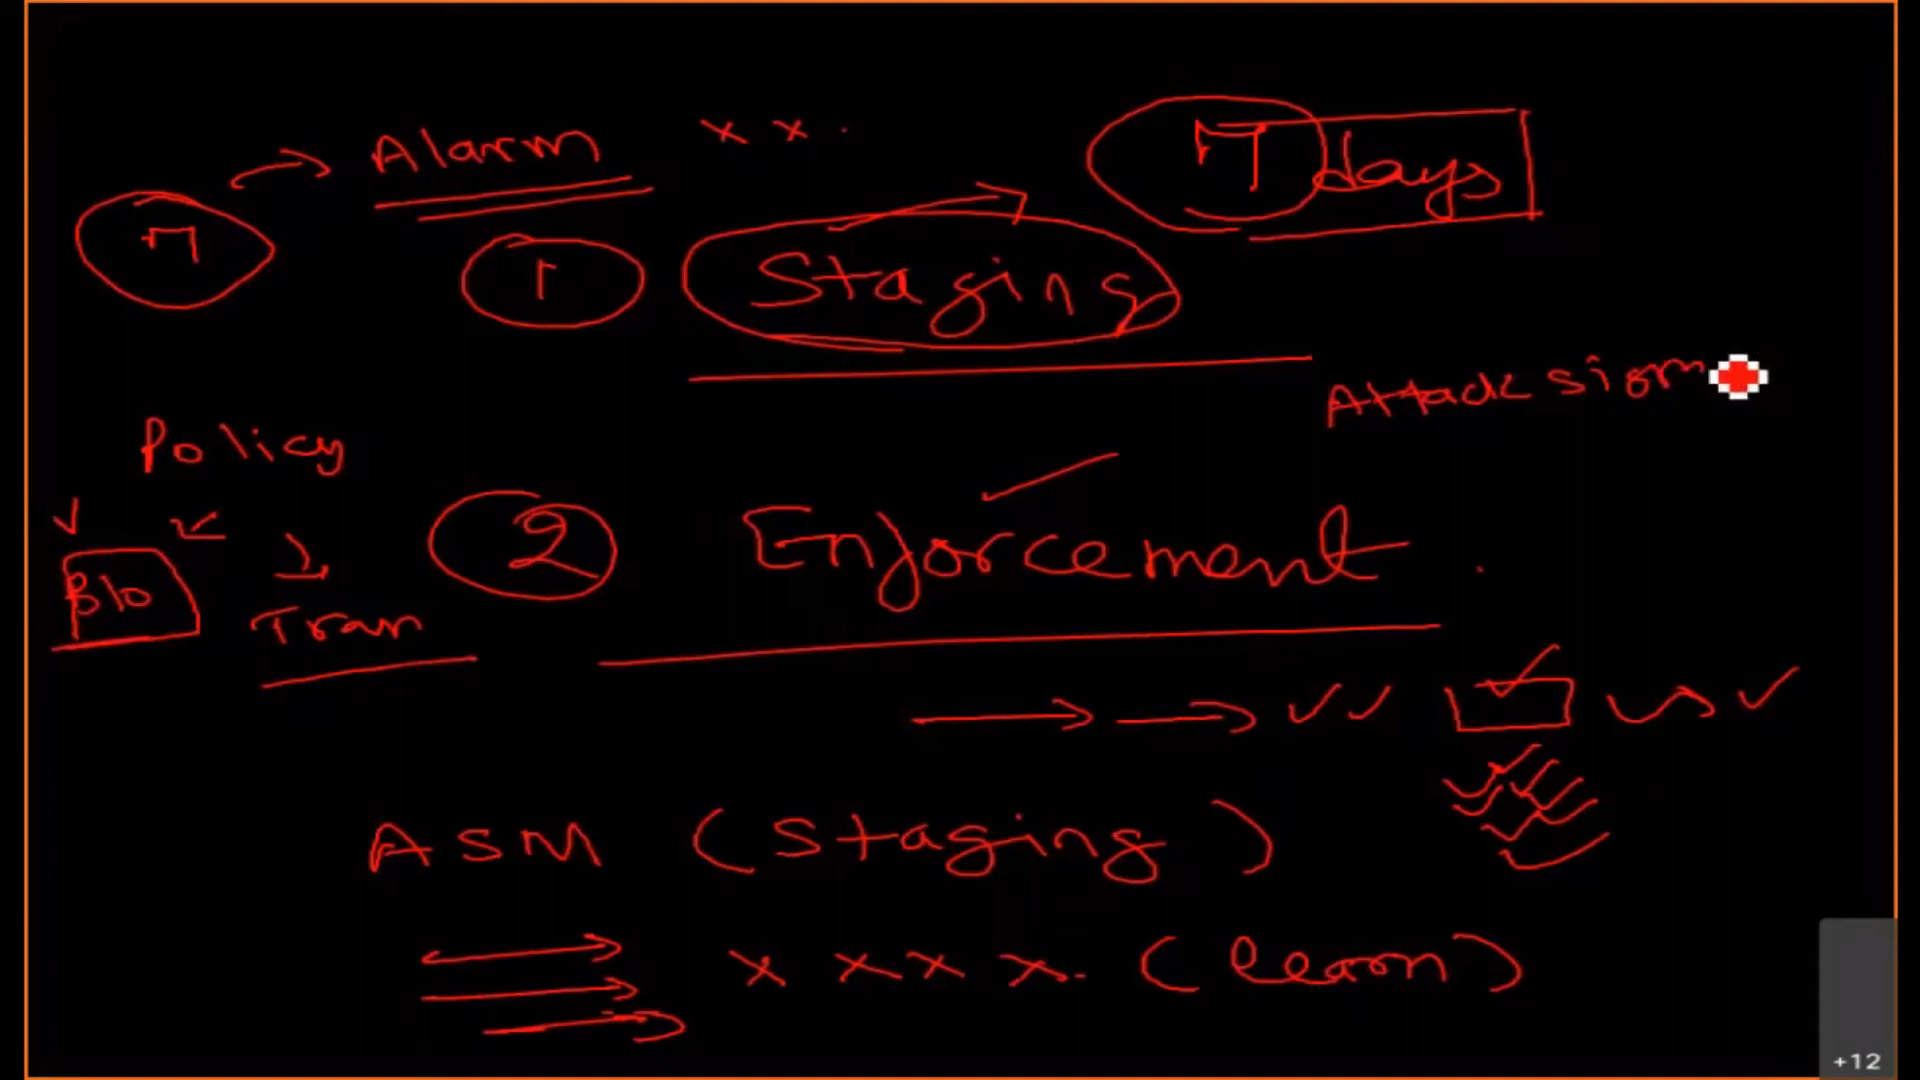 Alarm x x .
7 days
7
1 Staging
Attack sign
Policy
2 Enforcement .
Blo
Tran
ASM (Staging)
x x x x. (learn)
+12